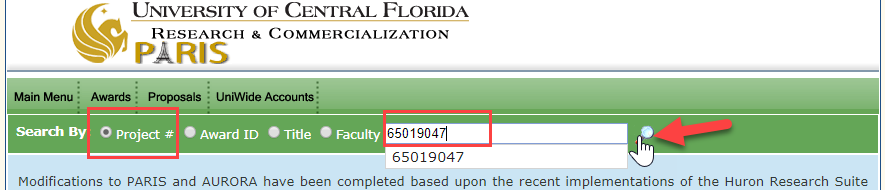 UNIVERSITY OF CENTRAL FLORIDA
RESEARCH & COMMERCIALIZATION
PARIS
Main Menu Awards Proposals UniWide Accounts
Search By Project # Award ID Title Faculty 65019047
65019047
Modifications to PARIS and AURORA have been completed based upon the recent implementations of the Huron Research Suite